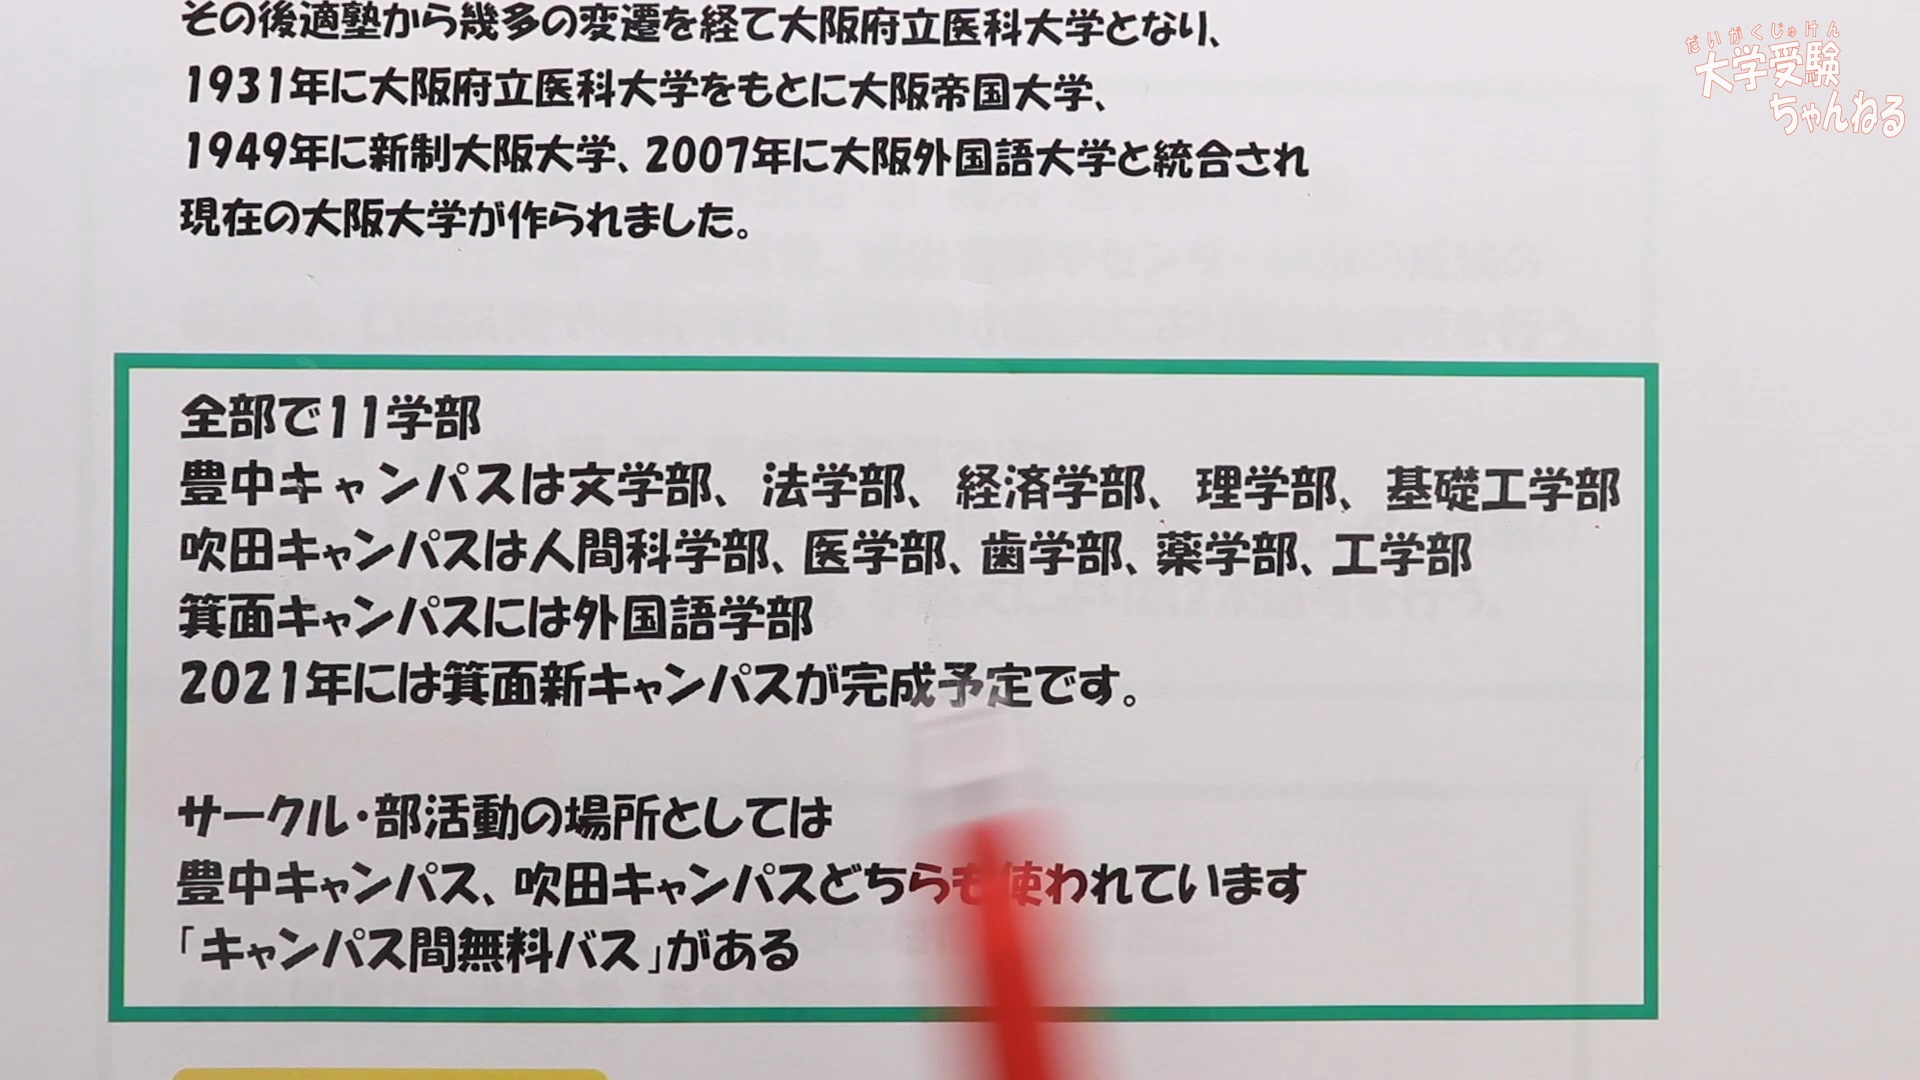 その後適塾から幾多の変遷を経て大阪府立医科大学となり、
1931年に大阪府立医科大学をもとに大阪帝国大学、
1949年に新制大阪大学、2007年に大阪外国語大学と統合され
現在の大阪大学が作られました。
だいがくじゅけん
大学受験
ちゃんねる
全部で11学部
豊中キャンパスは文学部、法学部、経済学部、理学部、基礎工学部
吹田キャンパスは人間科学部、医学部、歯学部、薬学部、工学部
箕面キャンパスには外国語学部
2021年には箕面新キャンパスが完成予定です。
サークル・部活動の場所としては
豊中キャンパス、吹田キャンパスどちらも使われています
「キャンパス間無料バス」がある